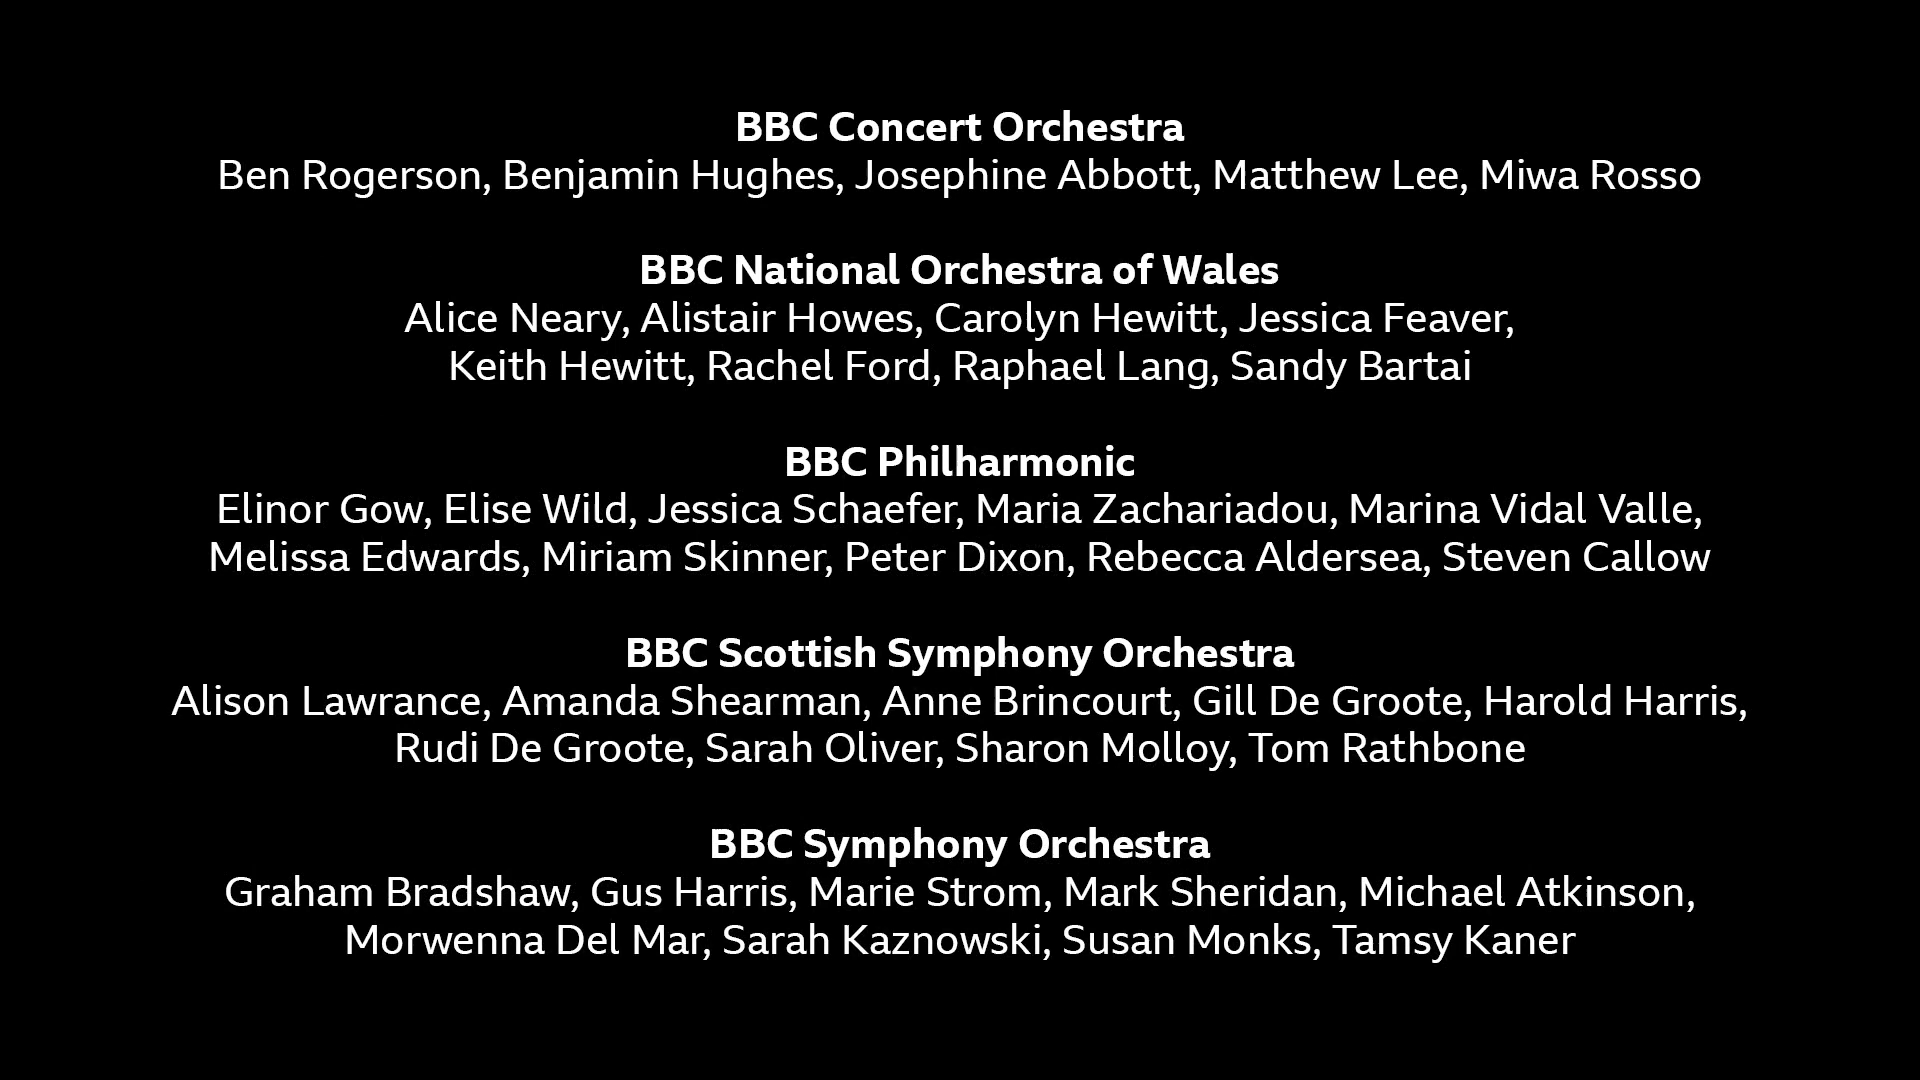 BBC Concert Orchestra
Ben Rogerson, Benjamin Hughes, Josephine Abbott, Matthew Lee, Miwa Rosso
BBC National Orchestra of Wales
Alice Neary, Alistair Howes, Carolyn Hewitt, Jessica Feaver,
Keith Hewitt, Rachel Ford, Raphael Lang, Sandy Bartai
BBC Philharmonic
Elinor Gow, Elise Wild, Jessica Schaefer, Maria Zachariadou, Marina Vidal Valle,
Melissa Edwards, Miriam Skinner, Peter Dixon, Rebecca Aldersea, Steven Callow
BBC Scottish Symphony Orchestra
Alison Lawrance, Amanda Shearman, Anne Brincourt, Gill De Groote, Harold Harris,
Rudi De Groote, Sarah Oliver, Sharon Molloy, Tom Rathbone
BBC Symphony Orchestra
Graham Bradshaw, Gus Harris, Marie Strom, Mark Sheridan, Michael Atkinson,
Morwenna Del Mar, Sarah Kaznowski, Susan Monks, Tamsy Kaner